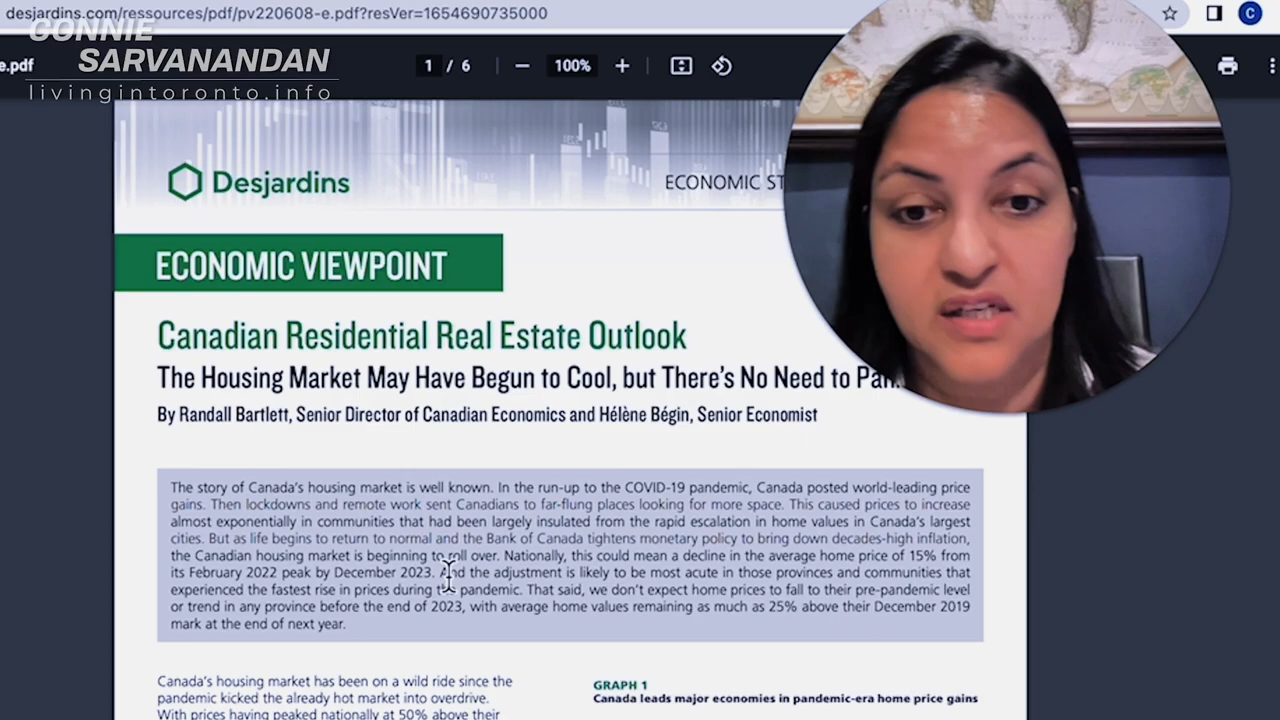 desjardins.com/ressources/pdf/pv220608-e.pdf?resVer=1654690735000
C
CONNIE
SARVANANDAN
livingintoronto.info
e.pdf
1 / 6
100%
Desjardins
ECONOMIC ST
ECONOMIC VIEWPOINT
Canadian Residential Real Estate Outlook
The Housing Market May Have Begun to Cool, but There's No Need to
By Randall Bartlett, Senior Director of Canadian Economics and Hélène Bégin, Senior Economist
The story of Canada's housing market is well known. In the run-up to the COVID-19 pandemic, Canada posted world-leading price
gains. Then lockdowns and remote work sent Canadians to far-flung places looking for more space. This caused prices to increase
almost exponentially in communities that had been largely insulated from the rapid escalation in home values in Canada's largest
cities. But as life begins to return to normal and the Bank of Canada tightens monetary policy to bring down decades-high inflation,
the Canadian housing market is beginning to roll over. Nationally, this could mean a decline in the average home price of 15% from
its February 2022 peak by December 2023. And the adjustment is likely to be most acute in those provinces and communities that
experienced the fastest rise in prices during the pandemic. That said, we don't expect home prices to fall to their pre-pandemic level
or trend in any province before the end of 2023, with average home values remaining as much as 25% above their December 2019
mark at the end of next year.
Canada's housing market has been on a wild ride since the
pandemic kicked the already hot market into overdrive.
With prices having peaked nationally at 50% above their
GRAPH 1
Canada leads major economies in pandemic-era home price gains